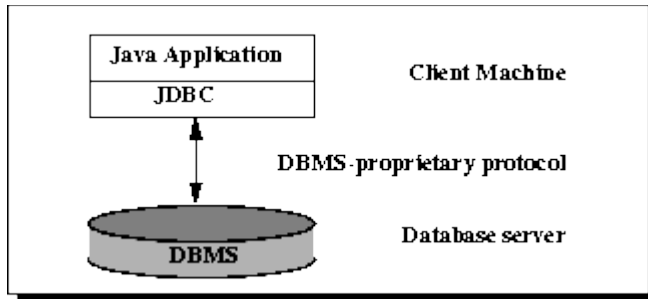 Java Application
Client Machine
JDBC
DBMS-proprietary protocol
Database server
DBMS